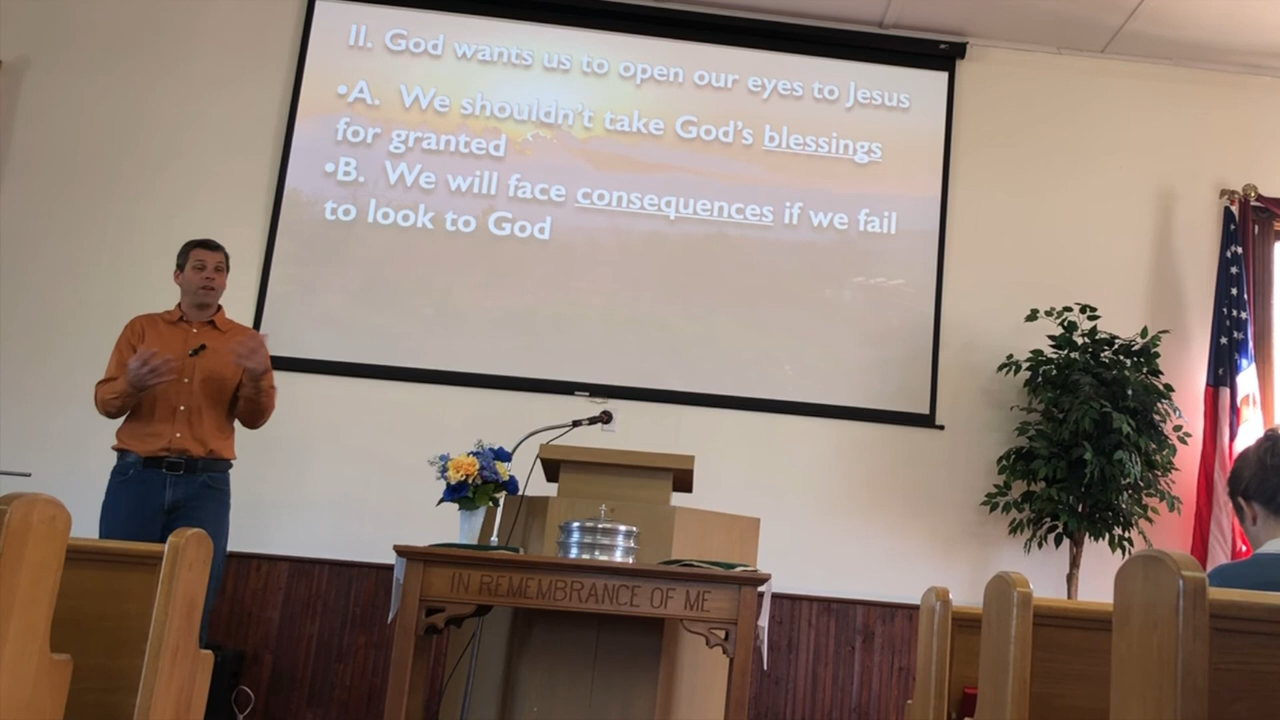 II. God wants us to open our eyes to Jesus
•A. We shouldn't take God's blessings
for granted
•B. We will face consequences if we fail
to look to God
IN REMEMBRANCE OF ME